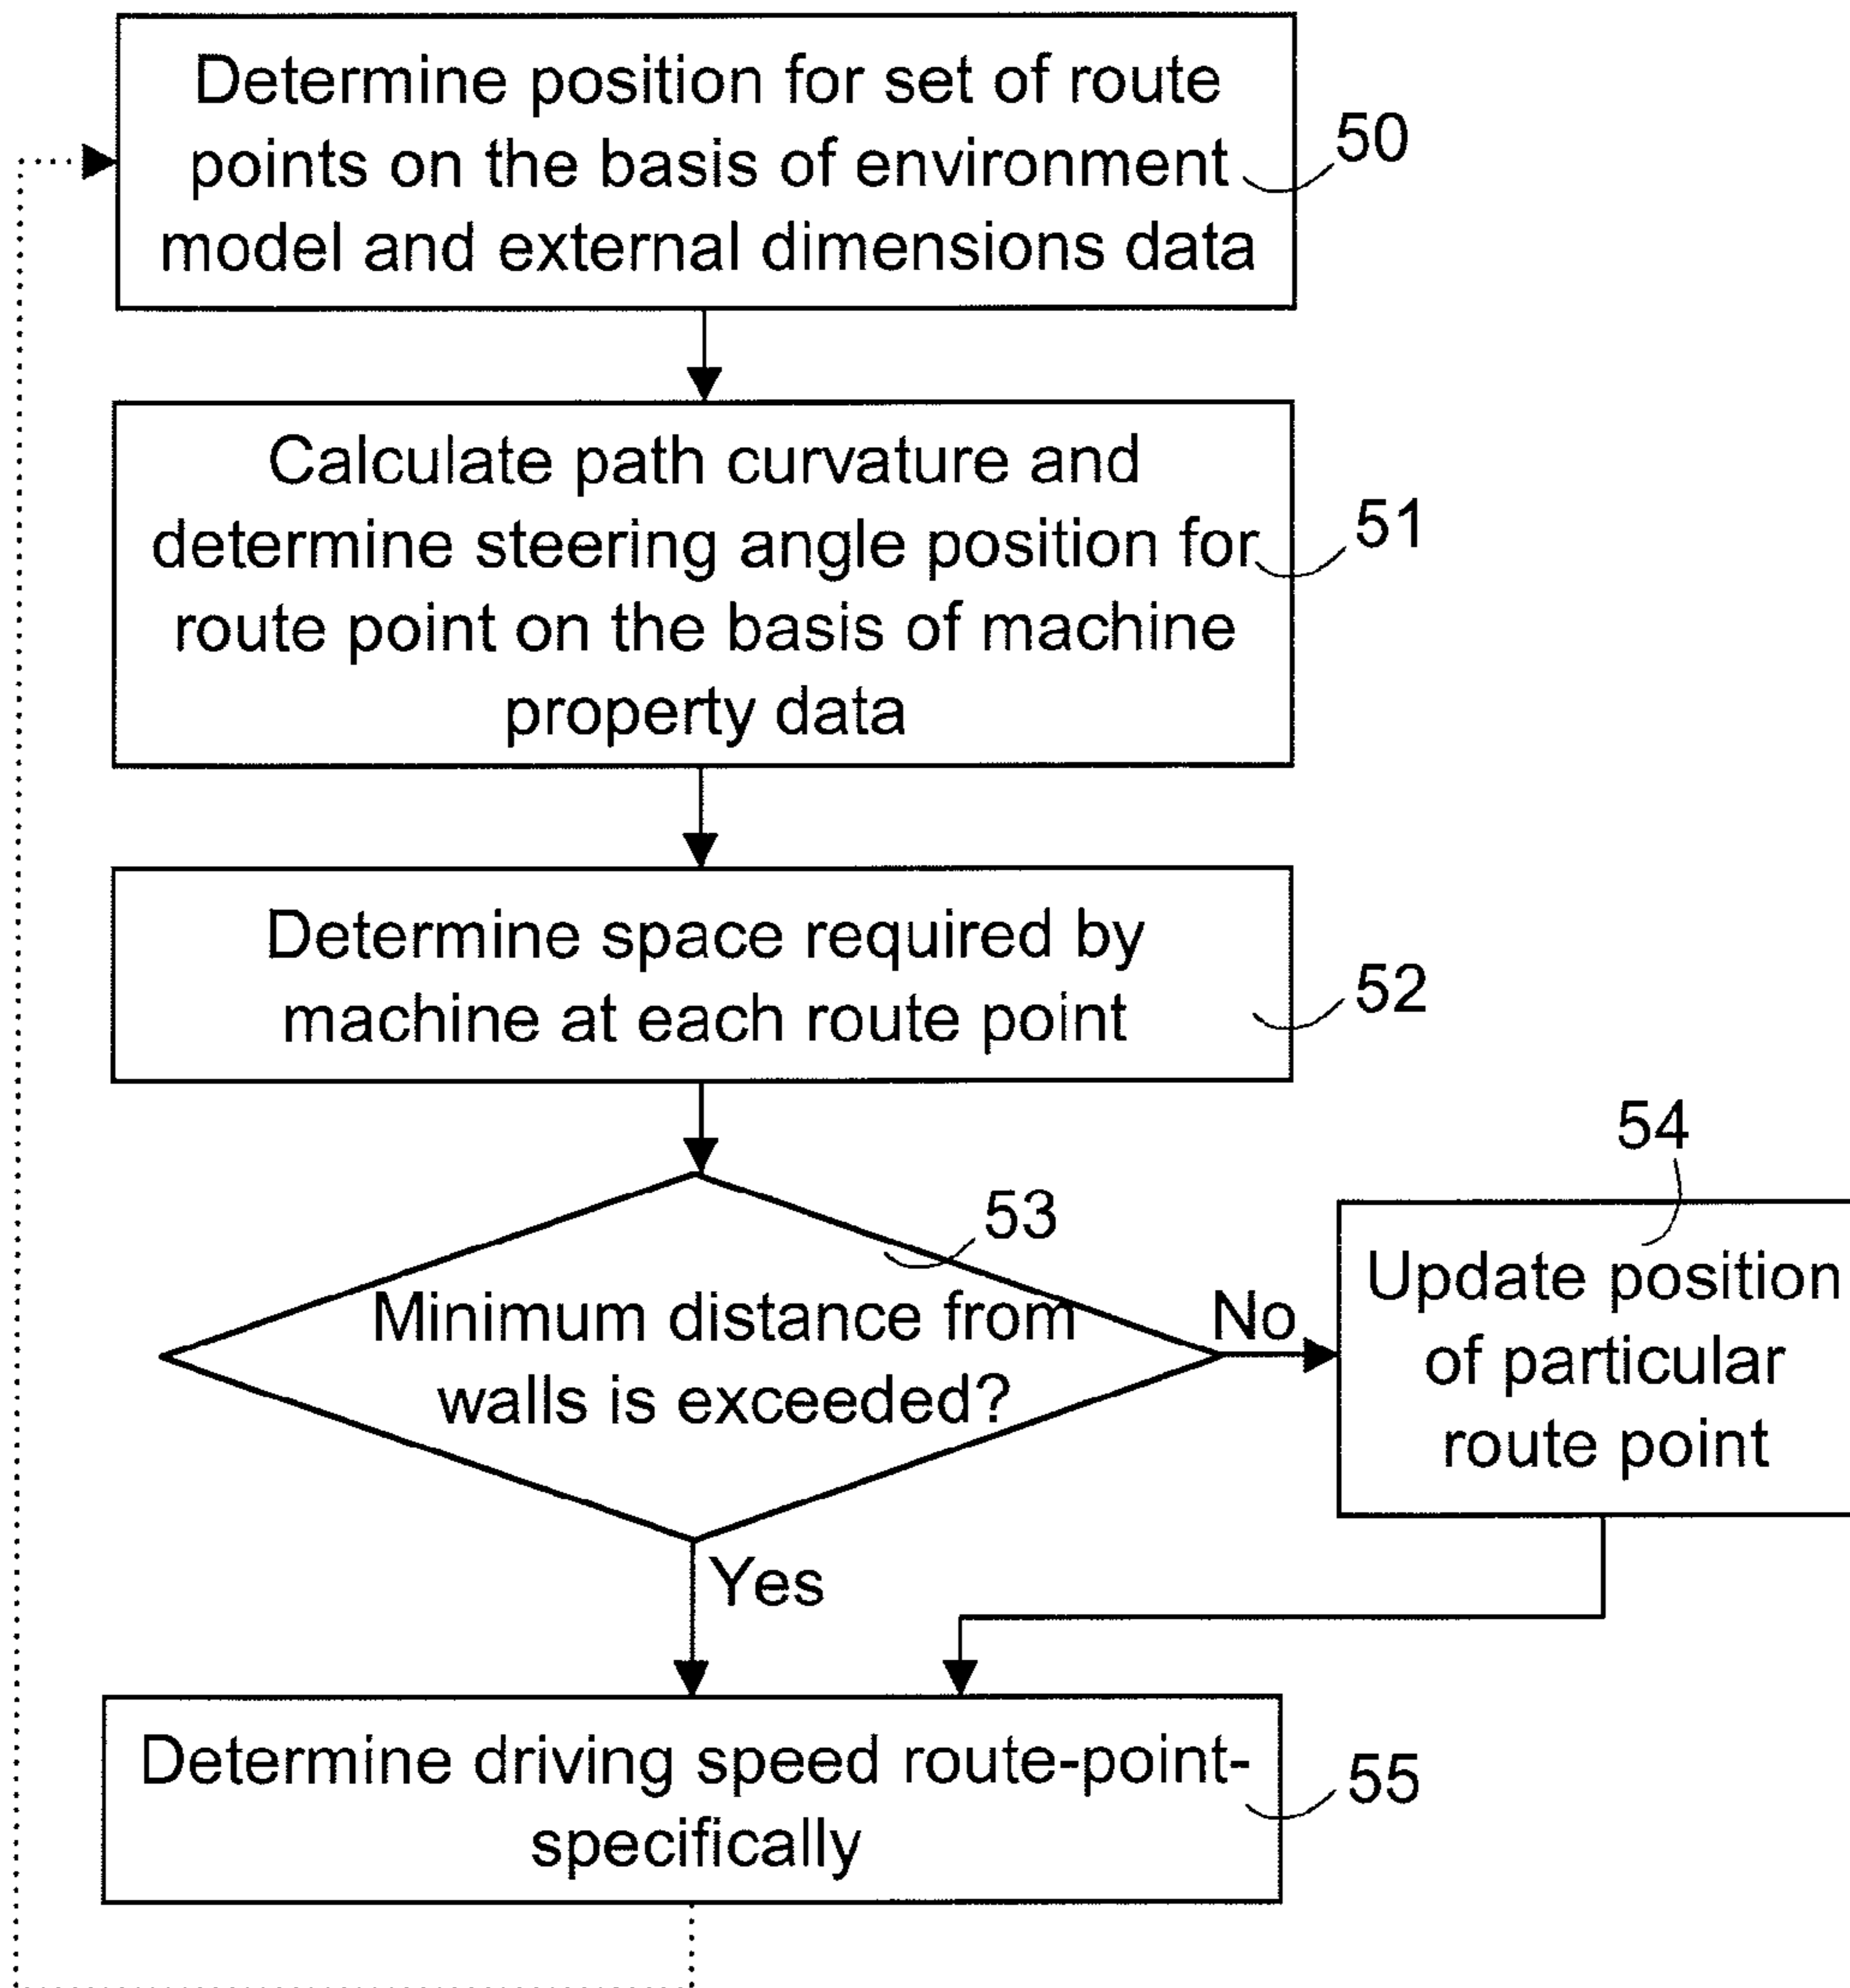 Determine position for set of route
points on the basis of environment
model and external dimensions data
50
Calculate path curvature and
determine steering angle position for
route point on the basis of machine
property data
51
Determine space required by
machine at each route point
52
53
Minimum distance from
walls is exceeded?
No
54
Update position
of particular
route point
Yes
Determine driving speed route-point-
specifically
55